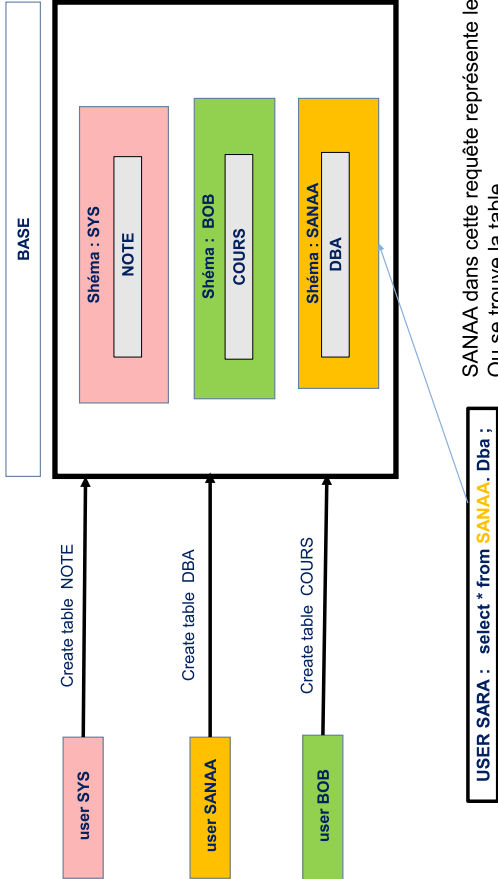 BASE
user SYS
Create table NOTE
Shéma : SYS
NOTE
user SANAA
Create table DBA
Shéma : BOB
COURS
user BOB
Create table COURS
Shéma : SANAA
DBA
USER SARA : select * from SANAA. Dba ;
SANAA dans cette requête représente le
Ou se trouve la table